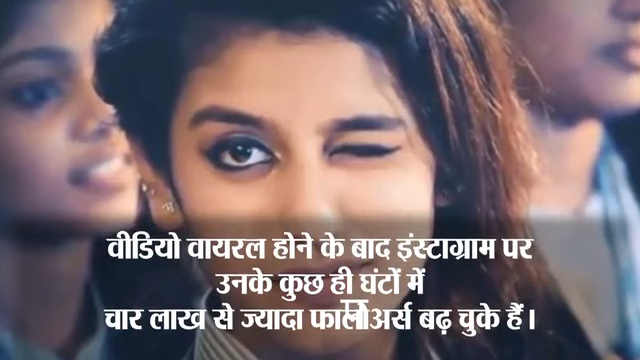 वीडियो वायरल होने के बाद इंस्टाग्राम पर
उनके कुछ ही घंटों में
चार लाख से ज्यादा फालोअर्स बढ़ चुके हैं।